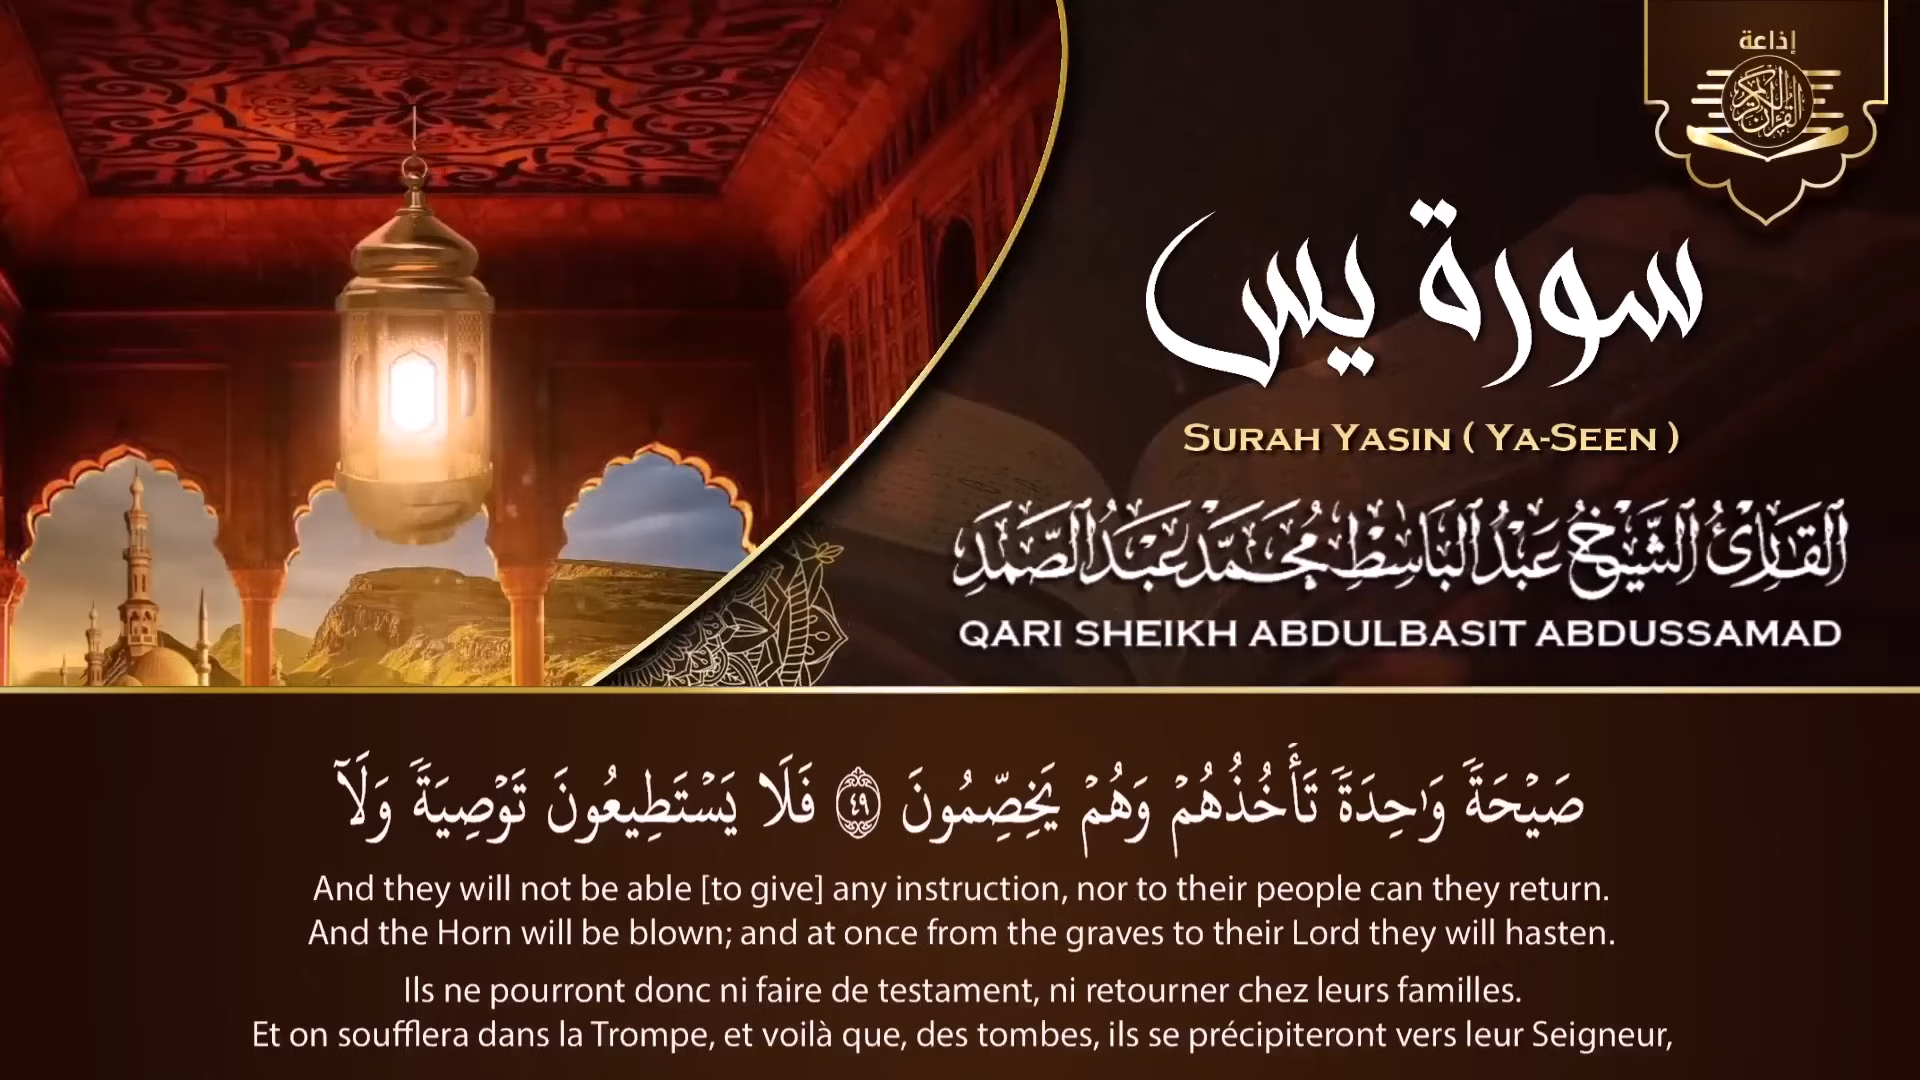 إذاعة
القرآن الكريم
سورة يس
SURAH YASIN ( YA-SEEN )
القارئ الشيخ عبد الباسط محمد عبد الصمد
QARI SHEIKH ABDULBASIT ABDUSSAMAD
صَيْحَةً وَٰحِدَةً تَأْخُذُهُمْ وَهُمْ يَخِصِّمُونَ ٤٩ فَلَا يَسْتَطِيعُونَ تَوْصِيَةً وَلَآ
And they will not be able [to give] any instruction, nor to their people can they return.
And the Horn will be blown; and at once from the graves to their Lord they will hasten.
Ils ne pourront donc ni faire de testament, ni retourner chez leurs familles.
Et on soufflera dans la Trompe, et voilà que, des tombes, ils se précipiteront vers leur Seigneur,